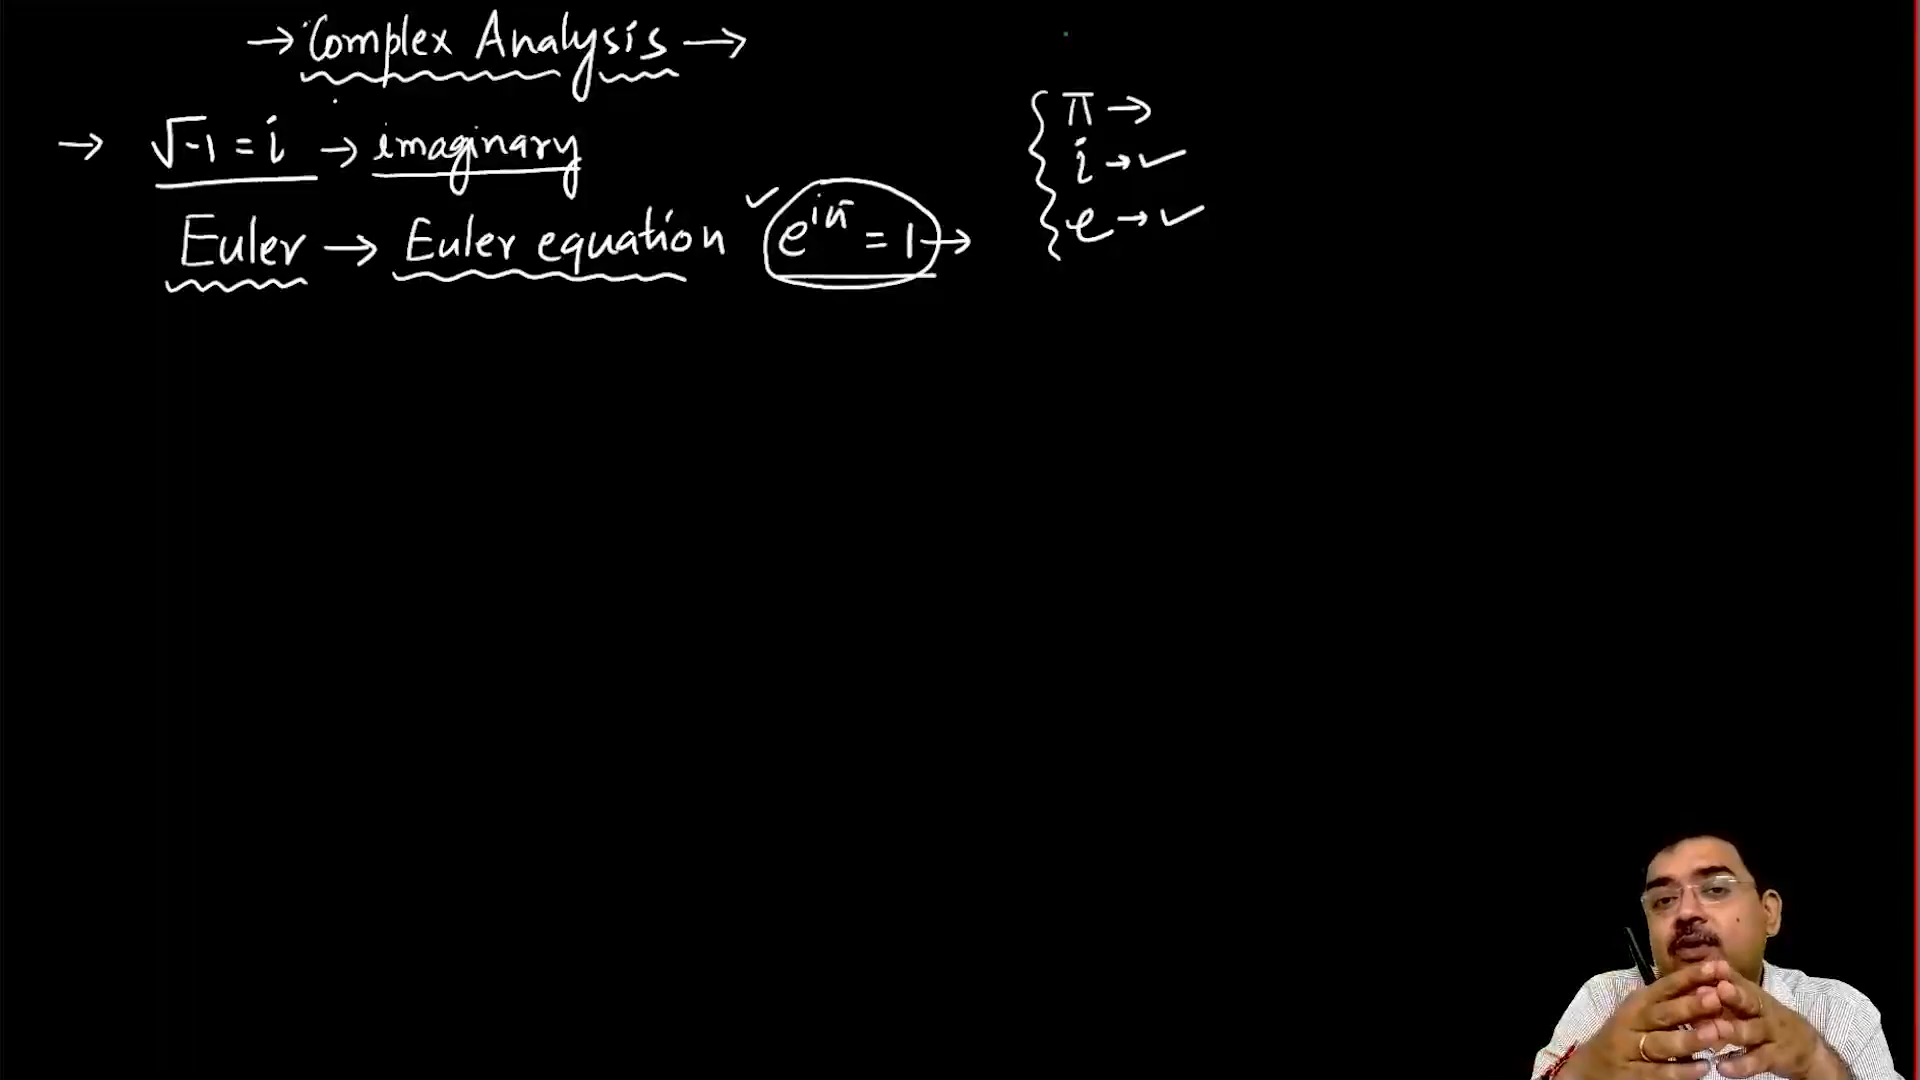 → Complex Analysis →
→ √-1 = i → imaginary
Euler → Euler equation ✓ e^{iπ} = 1 →
{ π →
i → ✓
e → ✓